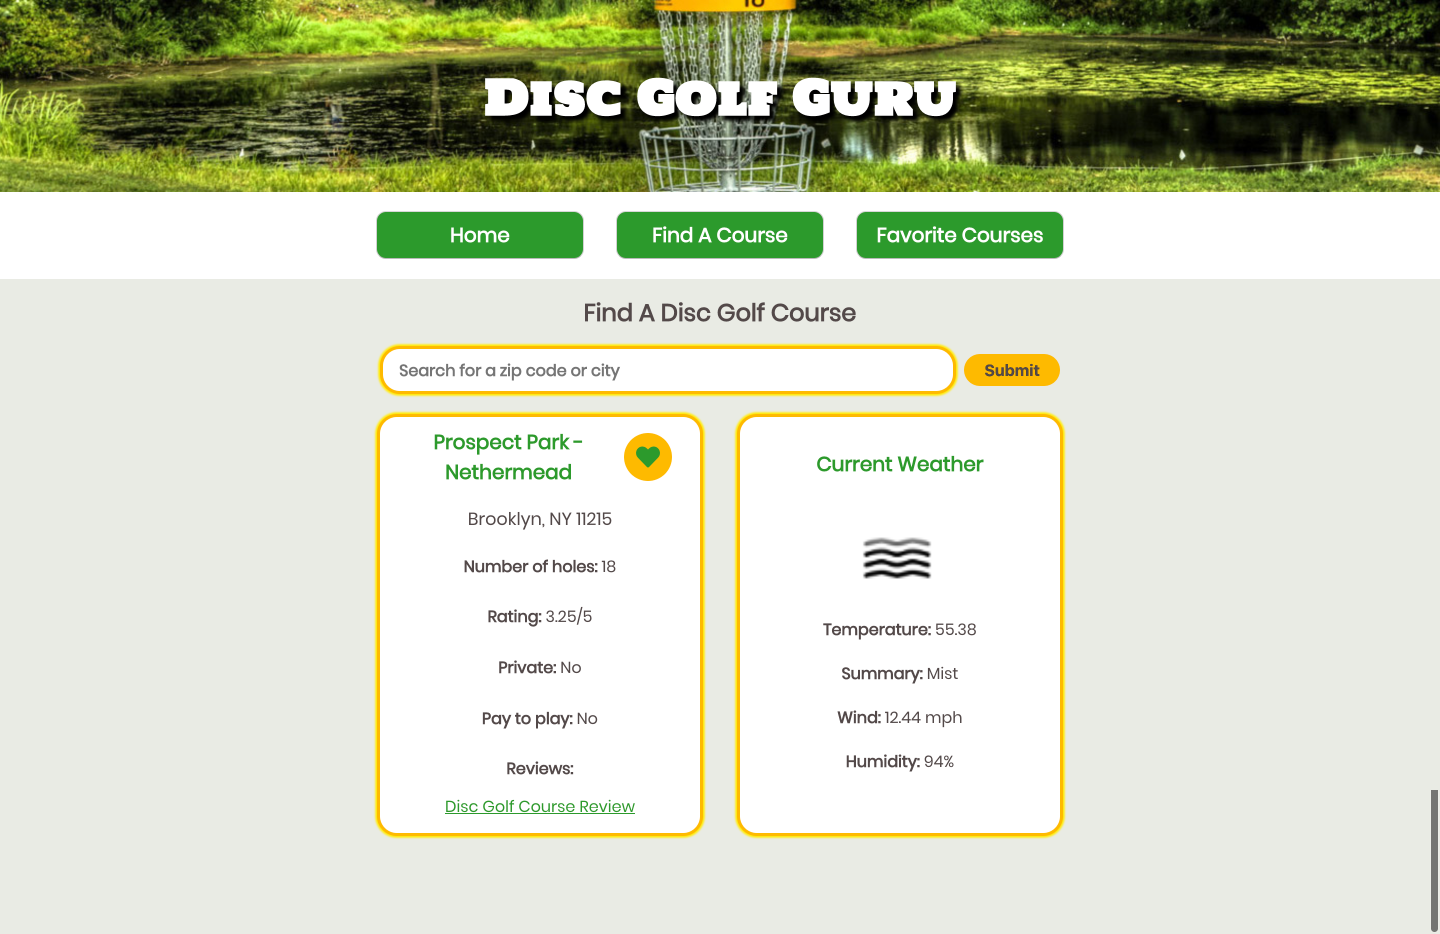 Disc Golf Guru
Home
Find A Course
Favorite Courses
Find A Disc Golf Course
Search for a zip code or city
Submit
Prospect Park -
Nethermead
Brooklyn, NY 11215
Number of holes: 18
Rating: 3.25/5
Private: No
Pay to play: No
Reviews:
Disc Golf Course Review
Current Weather
Temperature: 55.38
Summary: Mist
Wind: 12.44 mph
Humidity: 94%